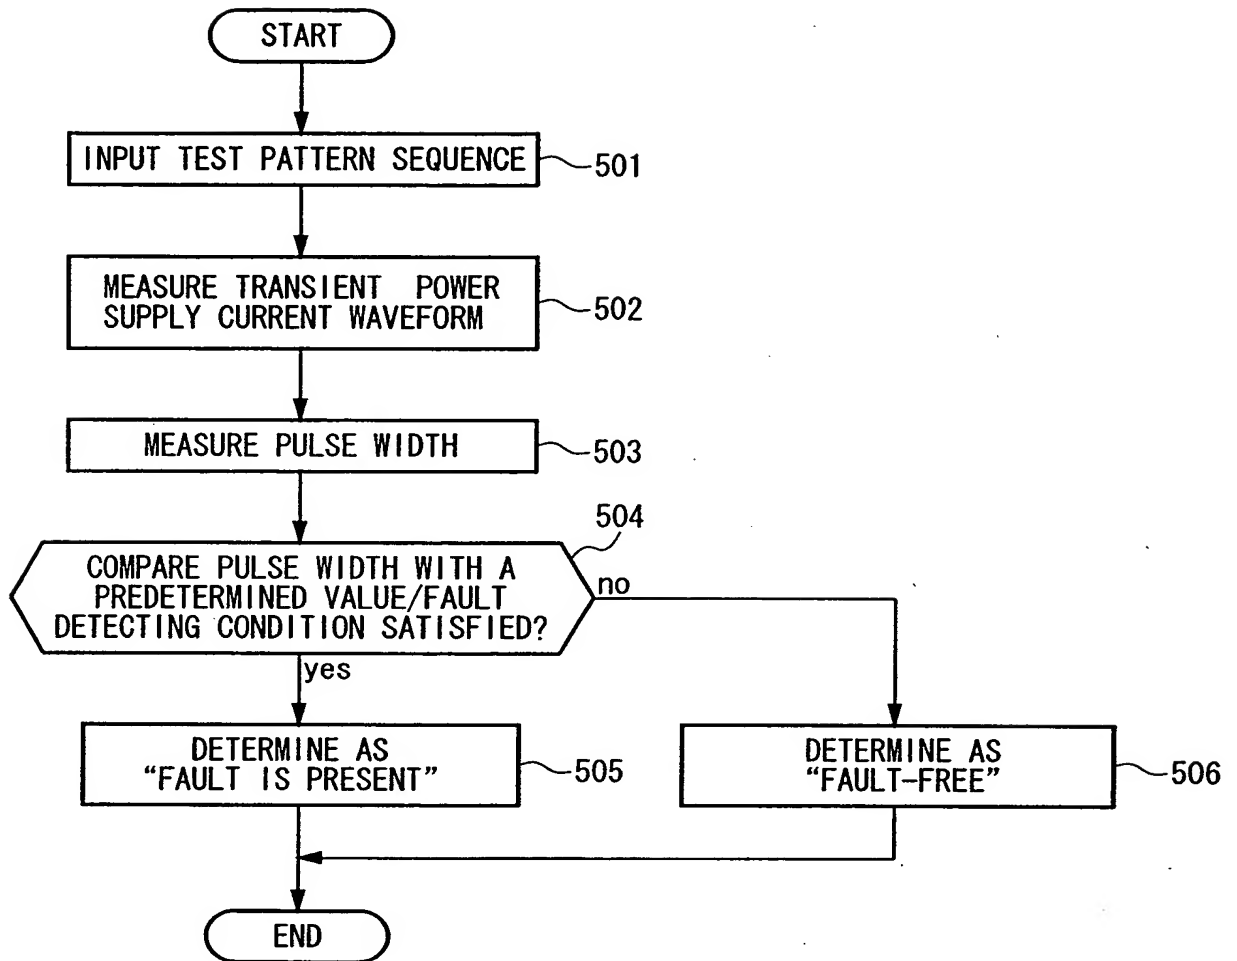 START
INPUT TEST PATTERN SEQUENCE
501
MEASURE TRANSIENT POWER
SUPPLY CURRENT WAVEFORM
502
MEASURE PULSE WIDTH
503
504
COMPARE PULSE WIDTH WITH A
PREDETERMINED VALUE/FAULT
DETECTING CONDITION SATISFIED?
no
yes
DETERMINE AS
“FAULT IS PRESENT”
505
DETERMINE AS
“FAULT-FREE”
506
END